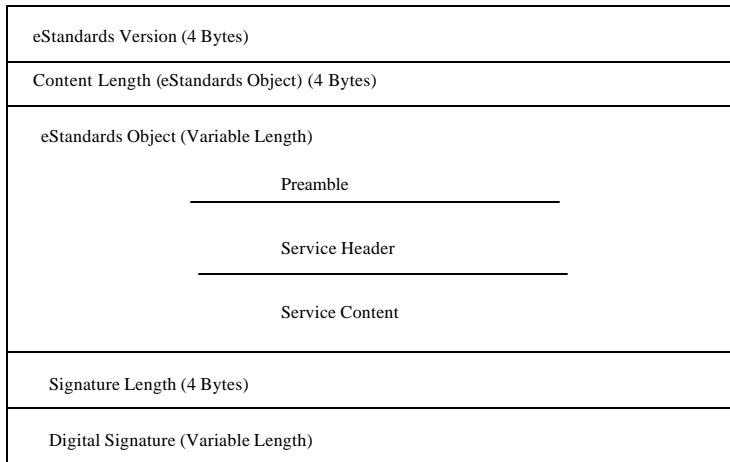 eStandards Version (4 Bytes)
Content Length (eStandards Object) (4 Bytes)
eStandards Object (Variable Length)
Preamble
Service Header
Service Content
Signature Length (4 Bytes)
Digital Signature (Variable Length)